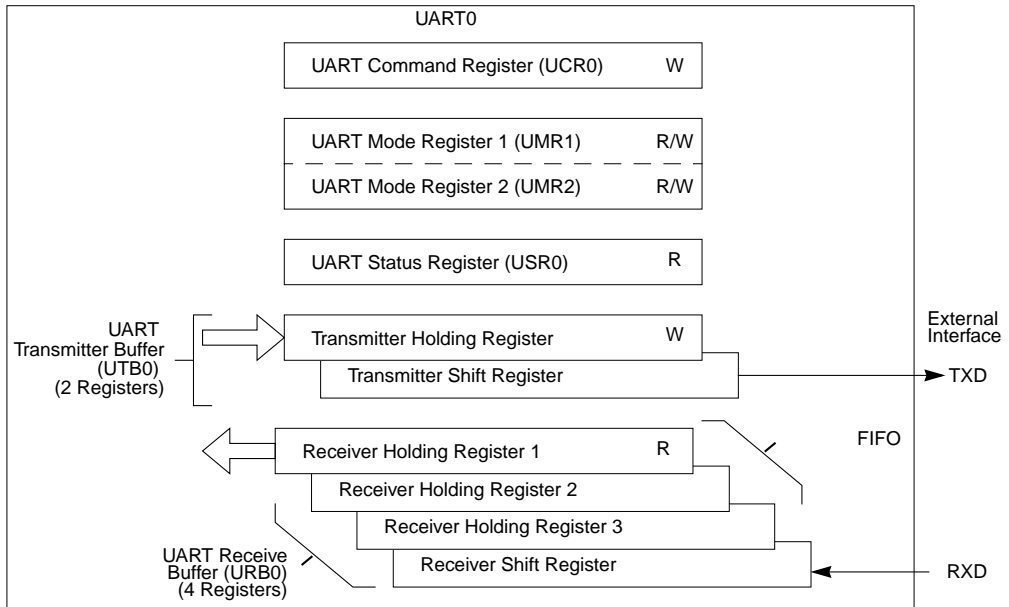 UART0
UART Command Register (UCR0) W
UART Mode Register 1 (UMR1) R/W
UART Mode Register 2 (UMR2) R/W
UART Status Register (USR0) R
UART
Transmitter Buffer
(UTB0)
(2 Registers)
Transmitter Holding Register W
Transmitter Shift Register
External
Interface
TXD
Receiver Holding Register 1 R
FIFO
Receiver Holding Register 2
Receiver Holding Register 3
Receiver Shift Register
UART Receive
Buffer (URB0)
(4 Registers)
RXD